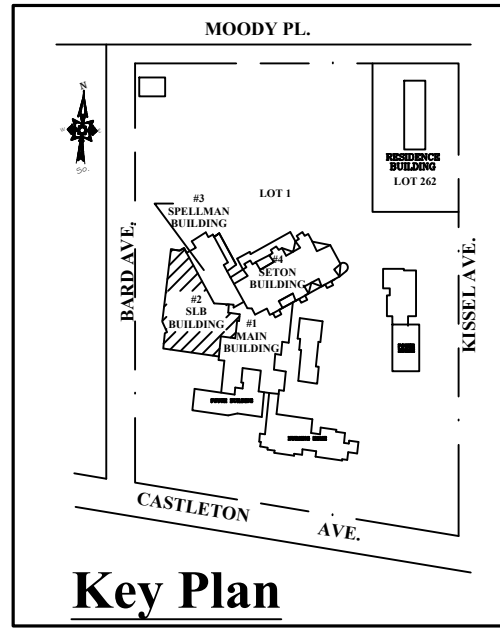 MOODY PL.
N
SO.
RESIDENCE
BUILDING
LOT 262
LOT 1
#3
SPELLMAN
BUILDING
#4
SETON
BUILDING
BARD AVE.
KISSEL AVE.
#2
SLB
BUILDING
#1
MAIN
BUILDING
CASTLETON AVE.
Key Plan